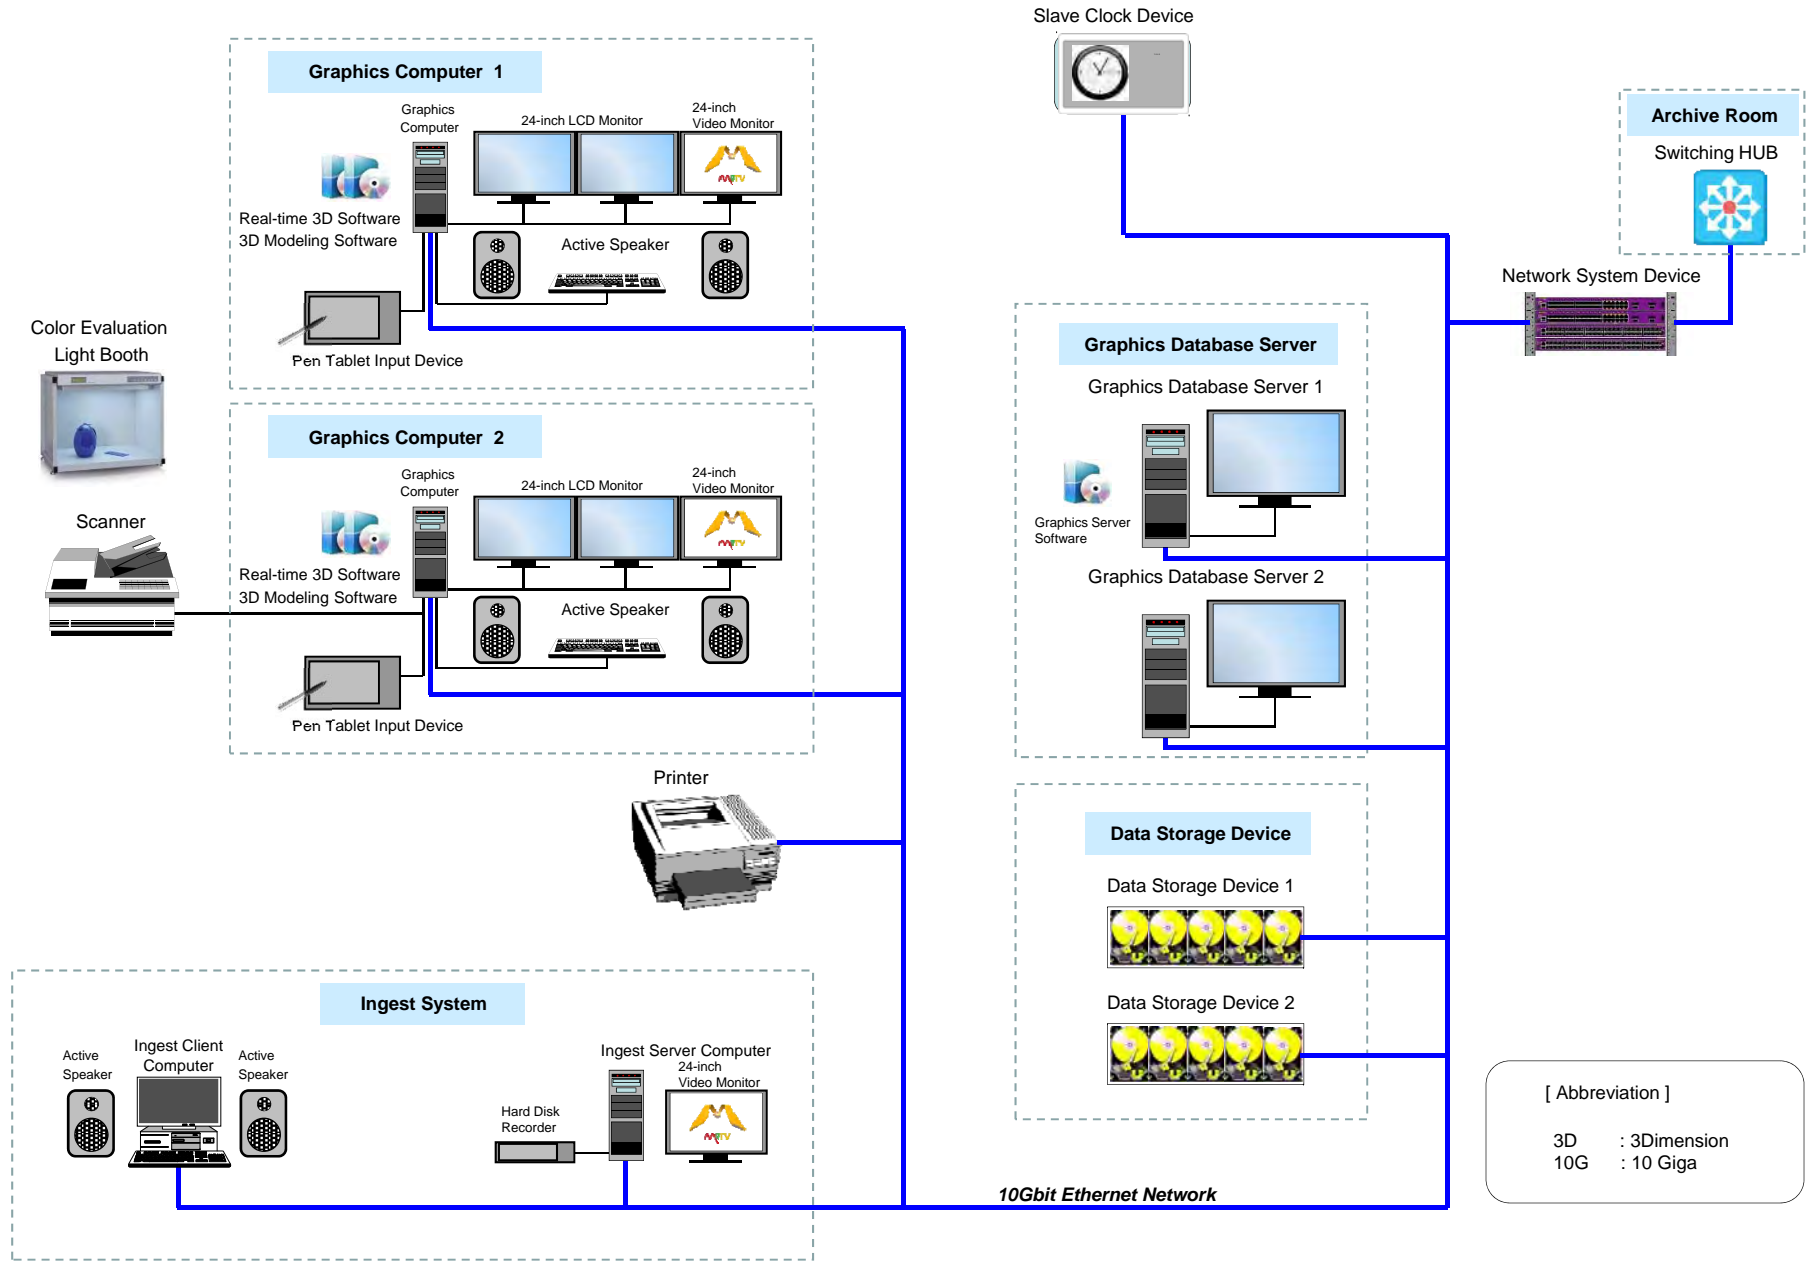 Slave Clock Device
Graphics Computer 1
Graphics
Computer
24-inch LCD Monitor
24-inch
Video Monitor
MRTV
Real-time 3D Software
3D Modeling Software
Active Speaker
Pen Tablet Input Device
Archive Room
Switching HUB
Network System Device
Color Evaluation
Light Booth
Graphics Computer 2
Graphics
Computer
24-inch LCD Monitor
24-inch
Video Monitor
MRTV
Real-time 3D Software
3D Modeling Software
Active Speaker
Pen Tablet Input Device
Scanner
Graphics Database Server
Graphics Database Server 1
Graphics Server
Software
Graphics Database Server 2
Printer
Data Storage Device
Data Storage Device 1
Data Storage Device 2
Ingest System
Active
Speaker
Ingest Client
Computer
Active
Speaker
Hard Disk
Recorder
Ingest Server Computer
24-inch
Video Monitor
MRTV
10Gbit Ethernet Network
[ Abbreviation ]
3D : 3Dimension
10G : 10 Giga